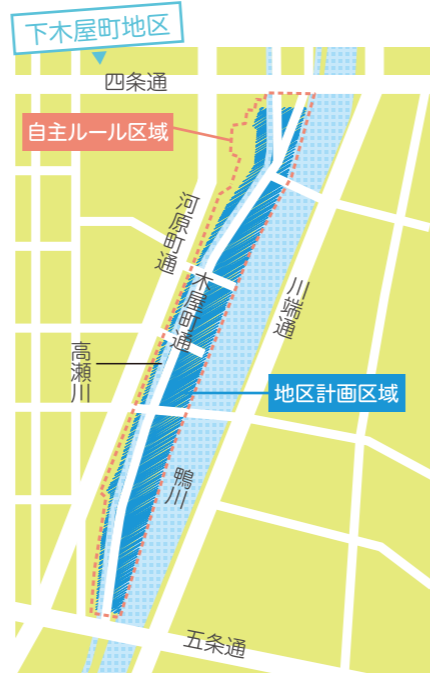 下木屋町地区
四条通
自主ルール区域
河原町通
木屋町通
川端通
高瀬川
地区計画区域
鴨川
五条通